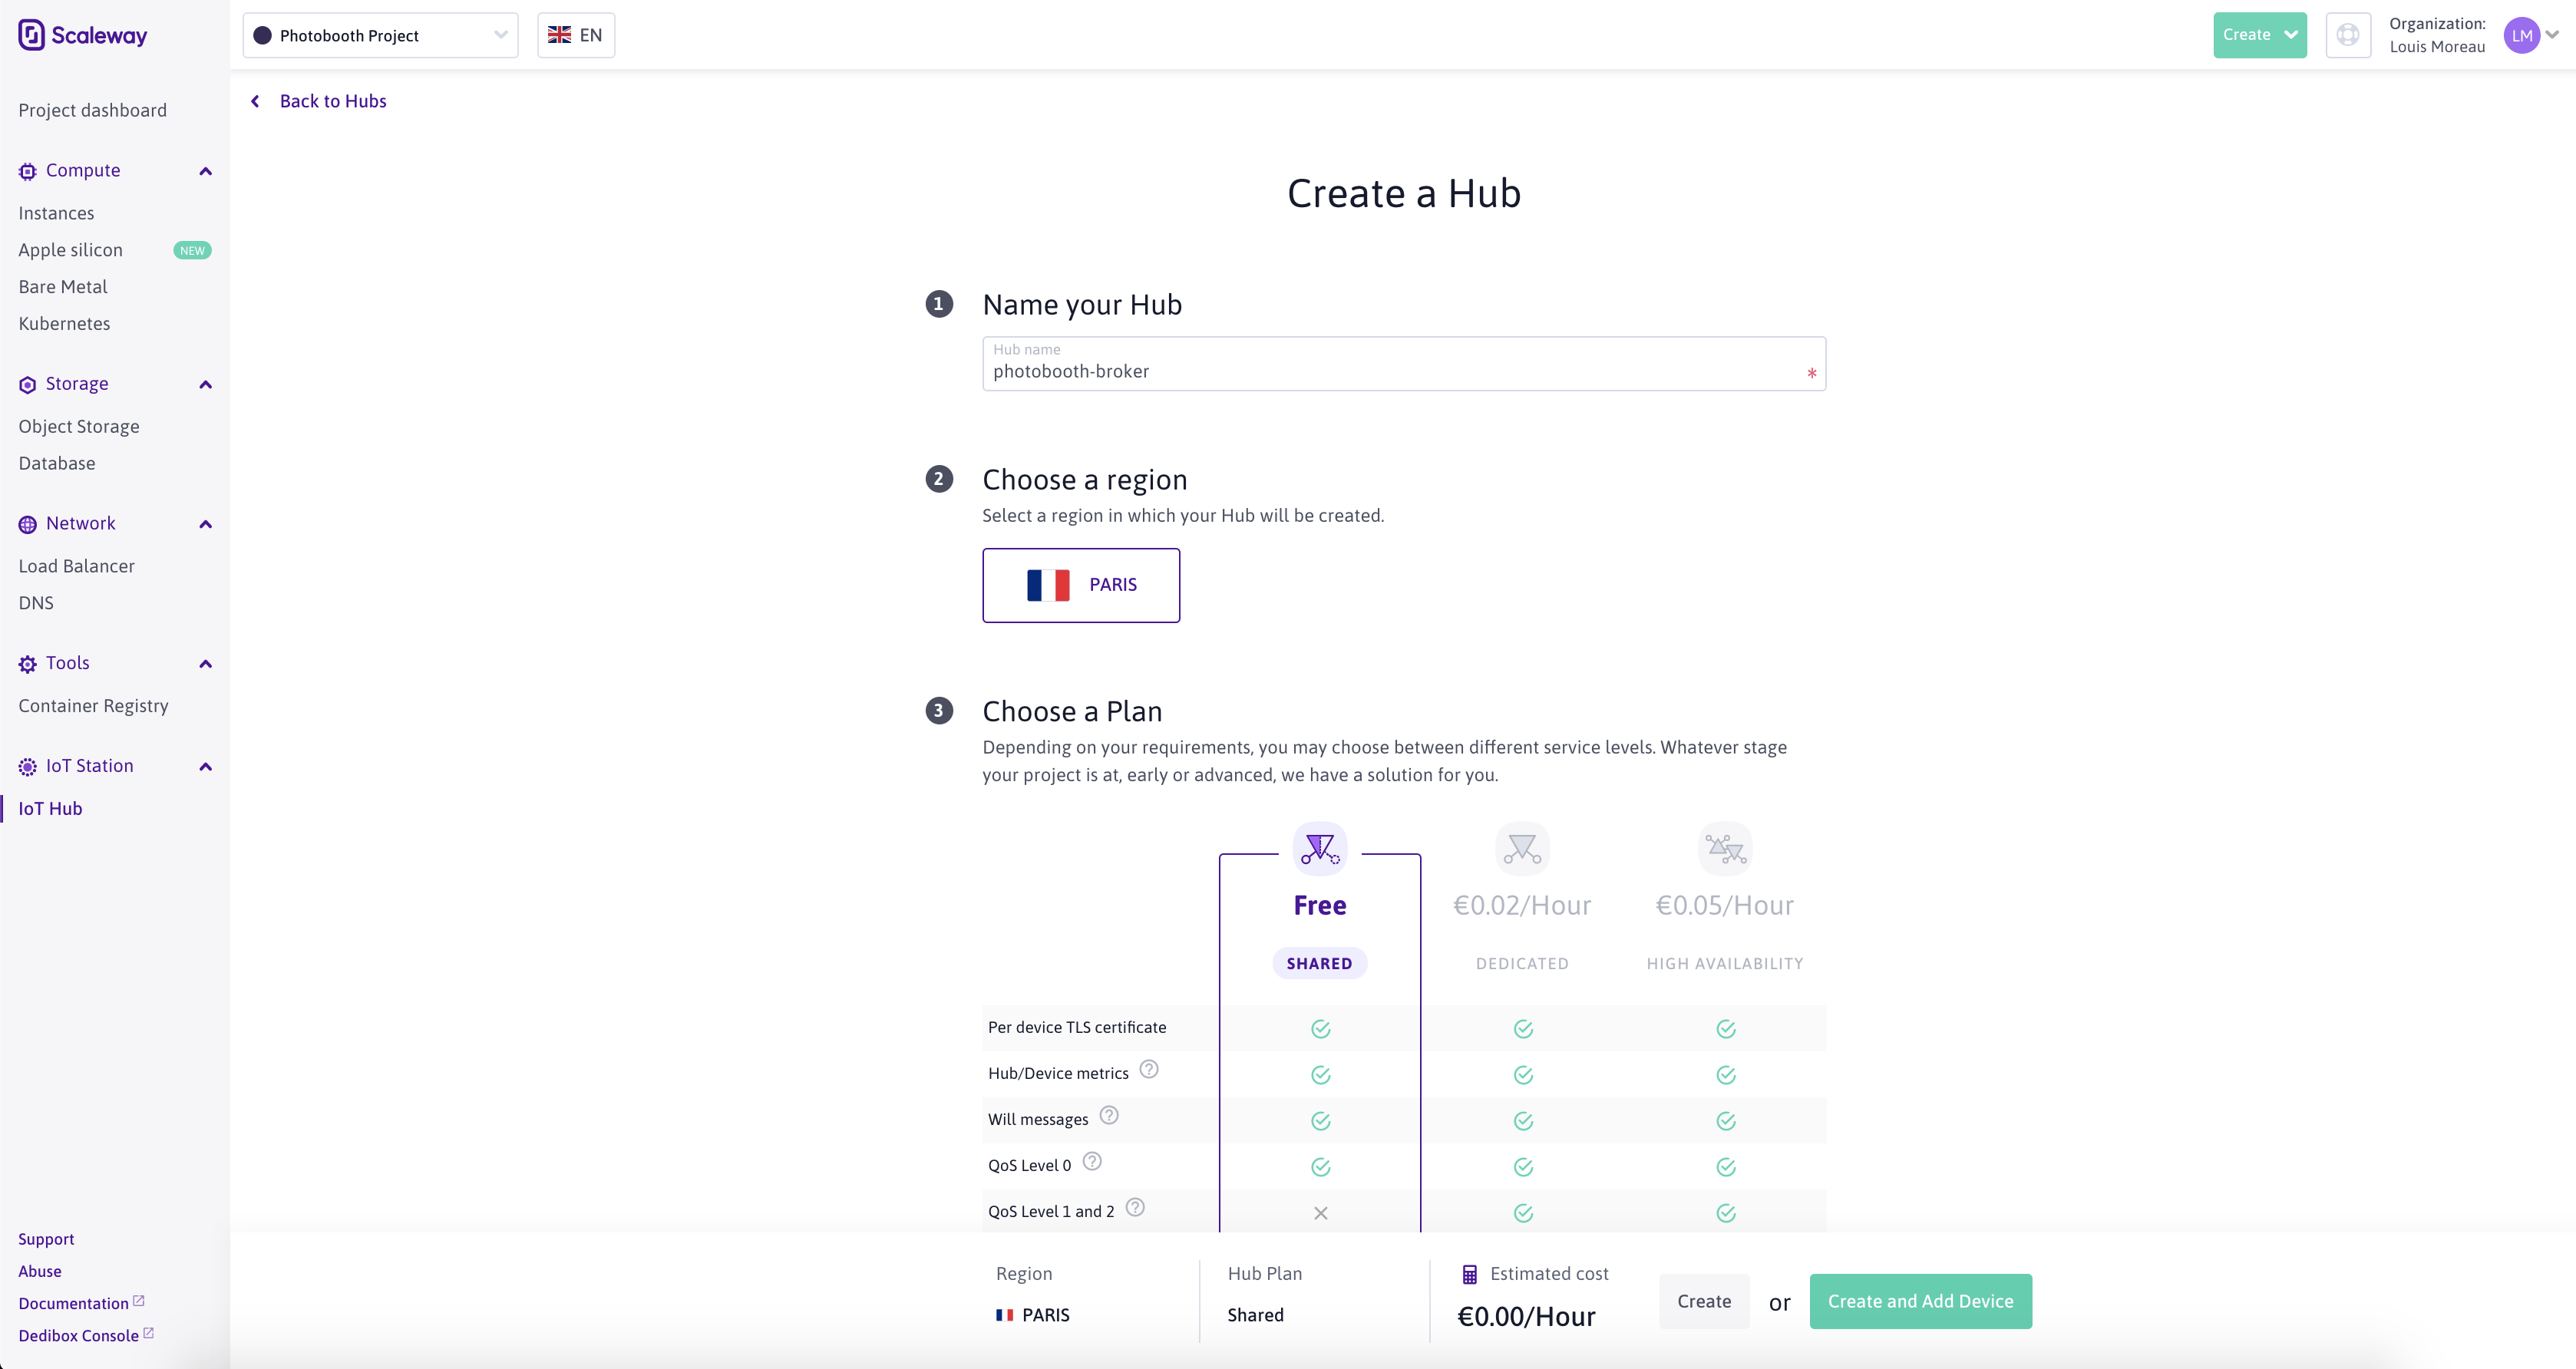 Scaleway
Photobooth Project
EN
Create
Organization:
Louis Moreau
LM
Project dashboard
Compute
Instances
Apple silicon NEW
Bare Metal
Kubernetes
Storage
Object Storage
Database
Network
Load Balancer
DNS
Tools
Container Registry
IoT Station
IoT Hub
Support
Abuse
Documentation
Dedibox Console
Back to Hubs
Create a Hub
1 Name your Hub
Hub name
photobooth-broker *
2 Choose a region
Select a region in which your Hub will be created.
PARIS
3 Choose a Plan
Depending on your requirements, you may choose between different service levels. Whatever stage
your project is at, early or advanced, we have a solution for you.
Free €0.02/Hour €0.05/Hour
SHARED DEDICATED HIGH AVAILABILITY
Per device TLS certificate
Hub/Device metrics ?
Will messages ?
QoS Level 0 ?
QoS Level 1 and 2 ?
Region Hub Plan Estimated cost
PARIS Shared €0.00/Hour
Create or Create and Add Device